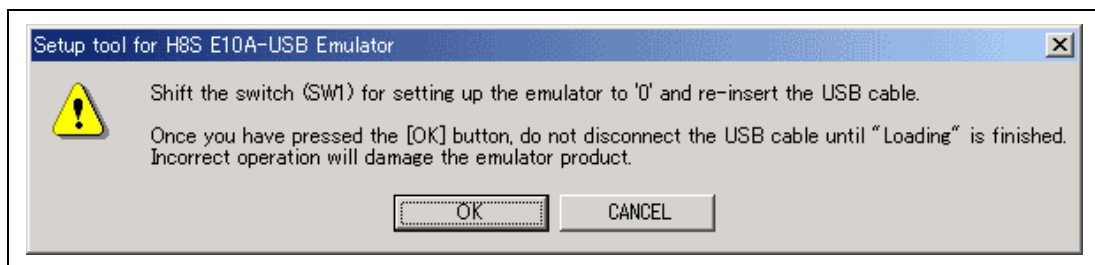 Setup tool for H8S E10A-USB Emulator
Shift the switch (SW1) for setting up the emulator to '0' and re-insert the USB cable.
Once you have pressed the [OK] button, do not disconnect the USB cable until "Loading" is finished.
Incorrect operation will damage the emulator product.
OK CANCEL